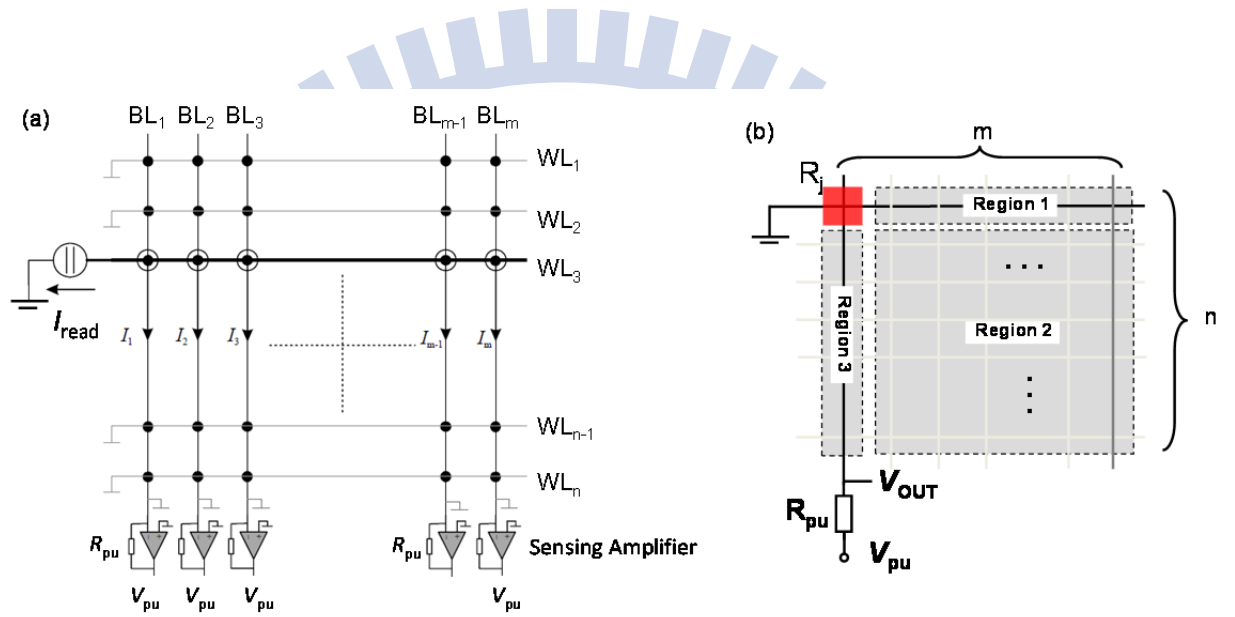 (a)
BL1 BL2 BL3 BLm-1 BLm
WL1
WL2
WL3
Iread
I1 I2 I3 Im-1 Im
WLn-1
WLn
Rpu Rpu Sensing Amplifier
Vpu Vpu Vpu Vpu
(b)
m
Rj
Region 1
...
Region 2
Region 3
n
VOUT
Rpu
Vpu